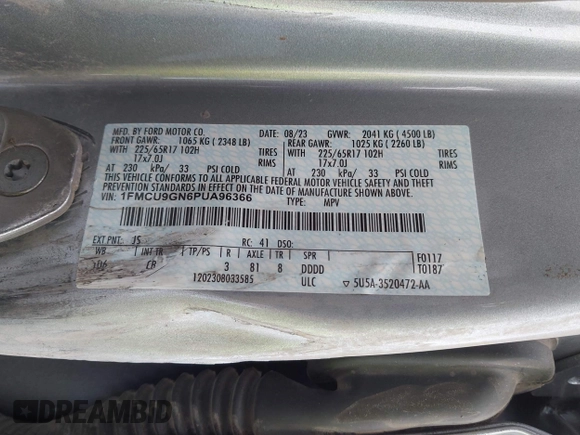 MFD. BY FORD MOTOR CO. 08/23 GVWR: 2041 KG ( 4500 LB)
FRONT GAWR: 1065 KG ( 2348 LB) REAR GAWR: 1025 KG ( 2260 LB)
WITH 225/65R17 102H TIRES WITH 225/65R17 102H TIRES
17x7.0J RIMS 17x7.0J RIMS
AT 230 kPa/ 33 PSI COLD AT 230 kPa/ 33 PSI COLD
THIS VEHICLE CONFORMS TO ALL APPLICABLE FEDERAL MOTOR VEHICLE SAFETY AND THEFT PREVENTION STANDARDS IN EFFECT ON THE DATE OF MANUFACTURE SHOWN ABOVE.
VIN: 1FMCU9GN6PUA96366 TYPE: MPV
EXT PNT: JS RC: 41 DSO:
WB INT TR TP/PS R AXLE TR SPR F0117
106 CR 3 81 8 DDDD T0187
1202308033585 ULC ▽ 5U5A-3520472-AA
DREAMBID